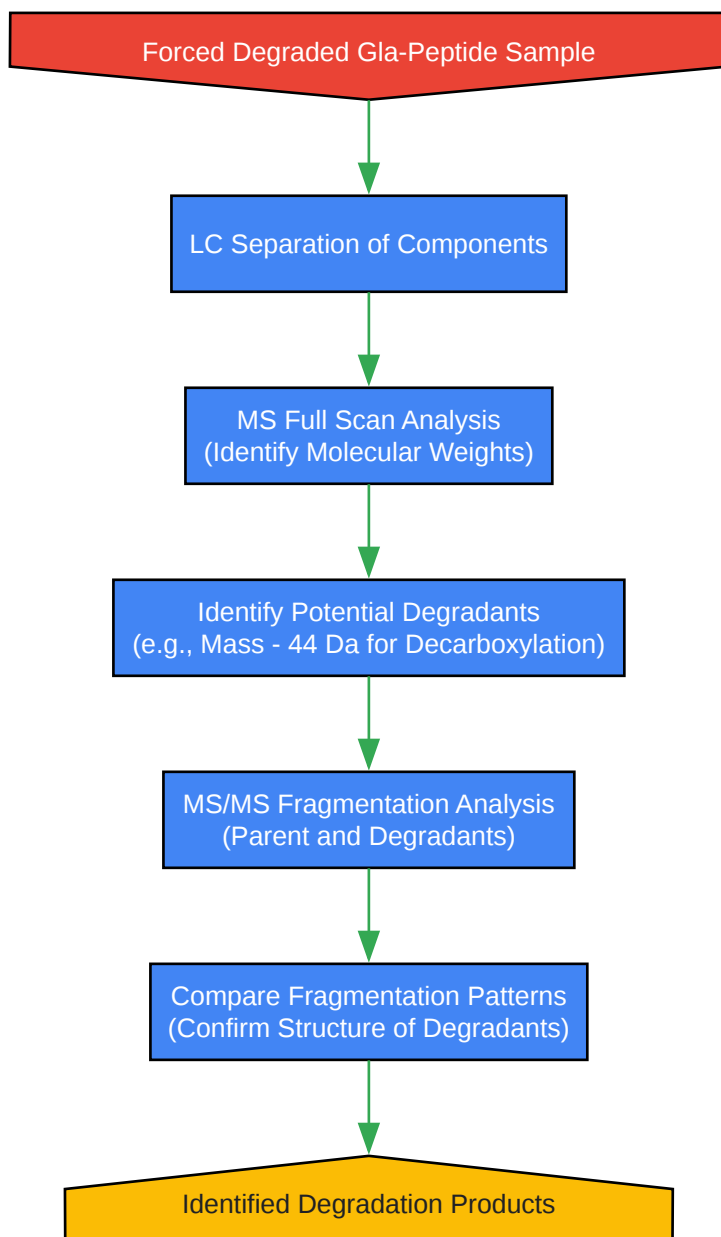 Forced Degraded Gla-Peptide Sample
LC Separation of Components
MS Full Scan Analysis
(Identify Molecular Weights)
Identify Potential Degradants
(e.g., Mass - 44 Da for Decarboxylation)
MS/MS Fragmentation Analysis
(Parent and Degradants)
Compare Fragmentation Patterns
(Confirm Structure of Degradants)
Identified Degradation Products